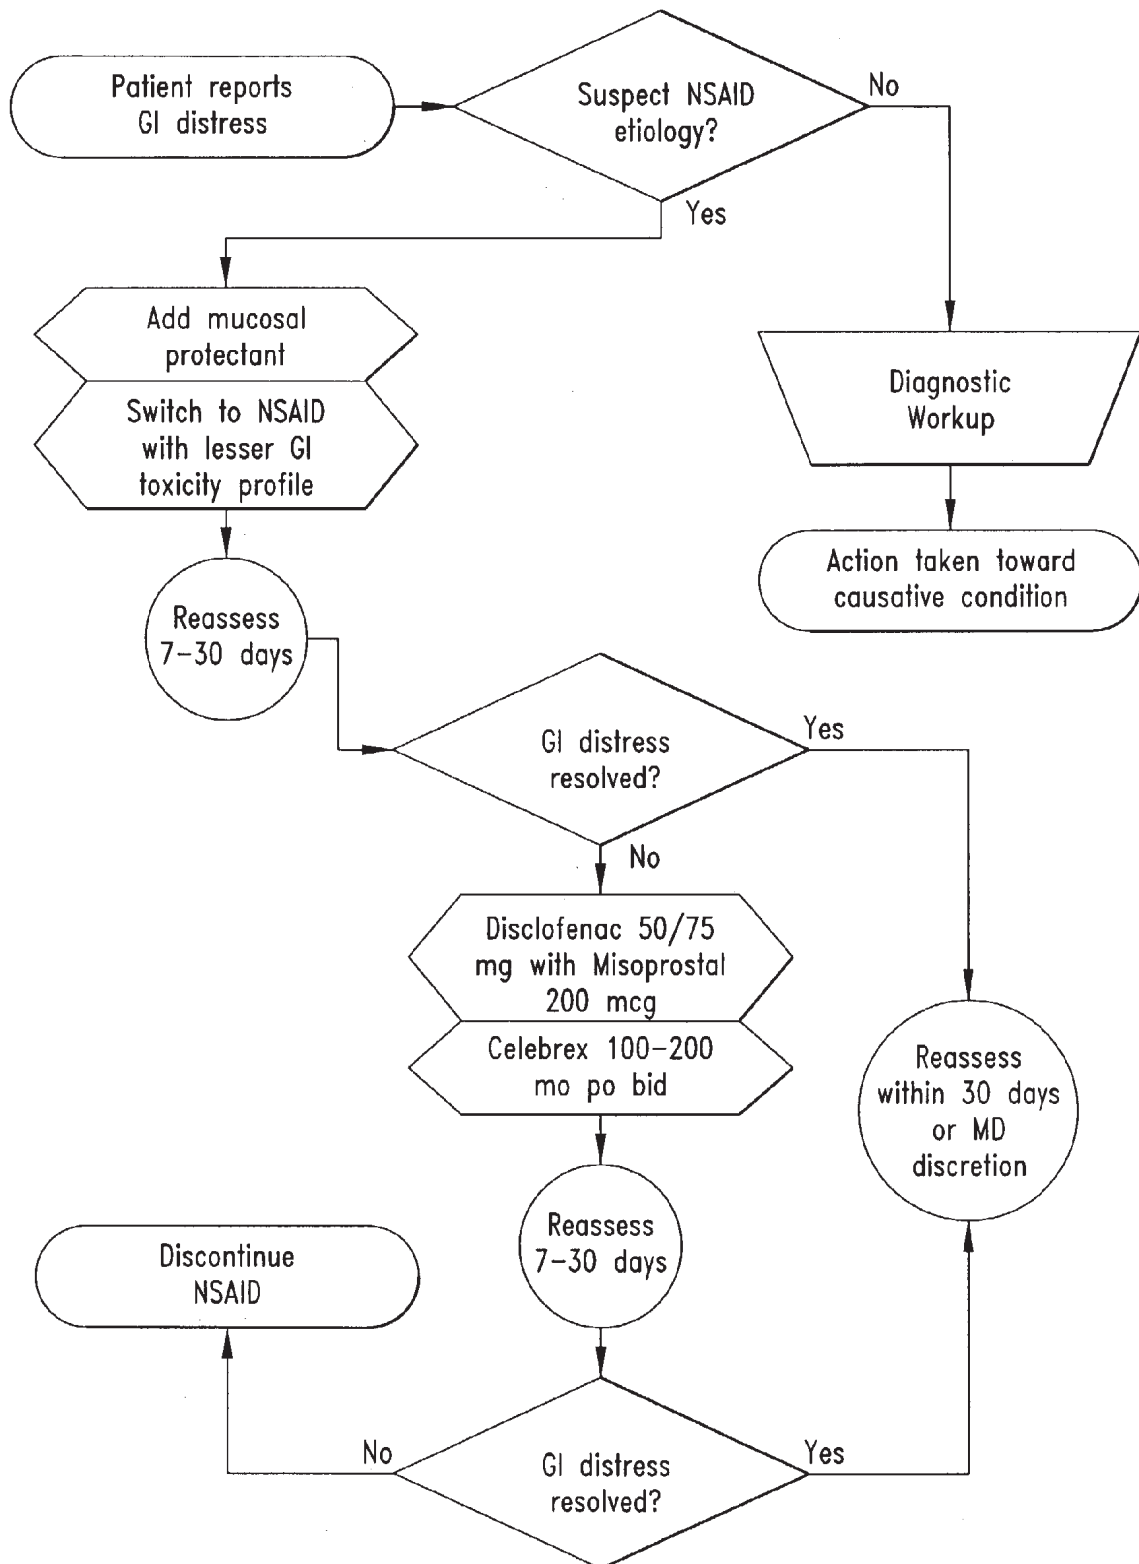 Patient reports
GI distress
Suspect NSAID
etiology?
No
Yes
Add mucosal
protectant
Switch to NSAID
with lesser GI
toxicity profile
Diagnostic
Workup
Action taken toward
causative condition
Reassess
7-30 days
GI distress
resolved?
Yes
No
Disclofenac 50/75
mg with Misoprostal
200 mcg
Celebrex 100-200
mo po bid
Reassess
within 30 days
or MD
discretion
Reassess
7-30 days
Discontinue
NSAID
No
GI distress
resolved?
Yes